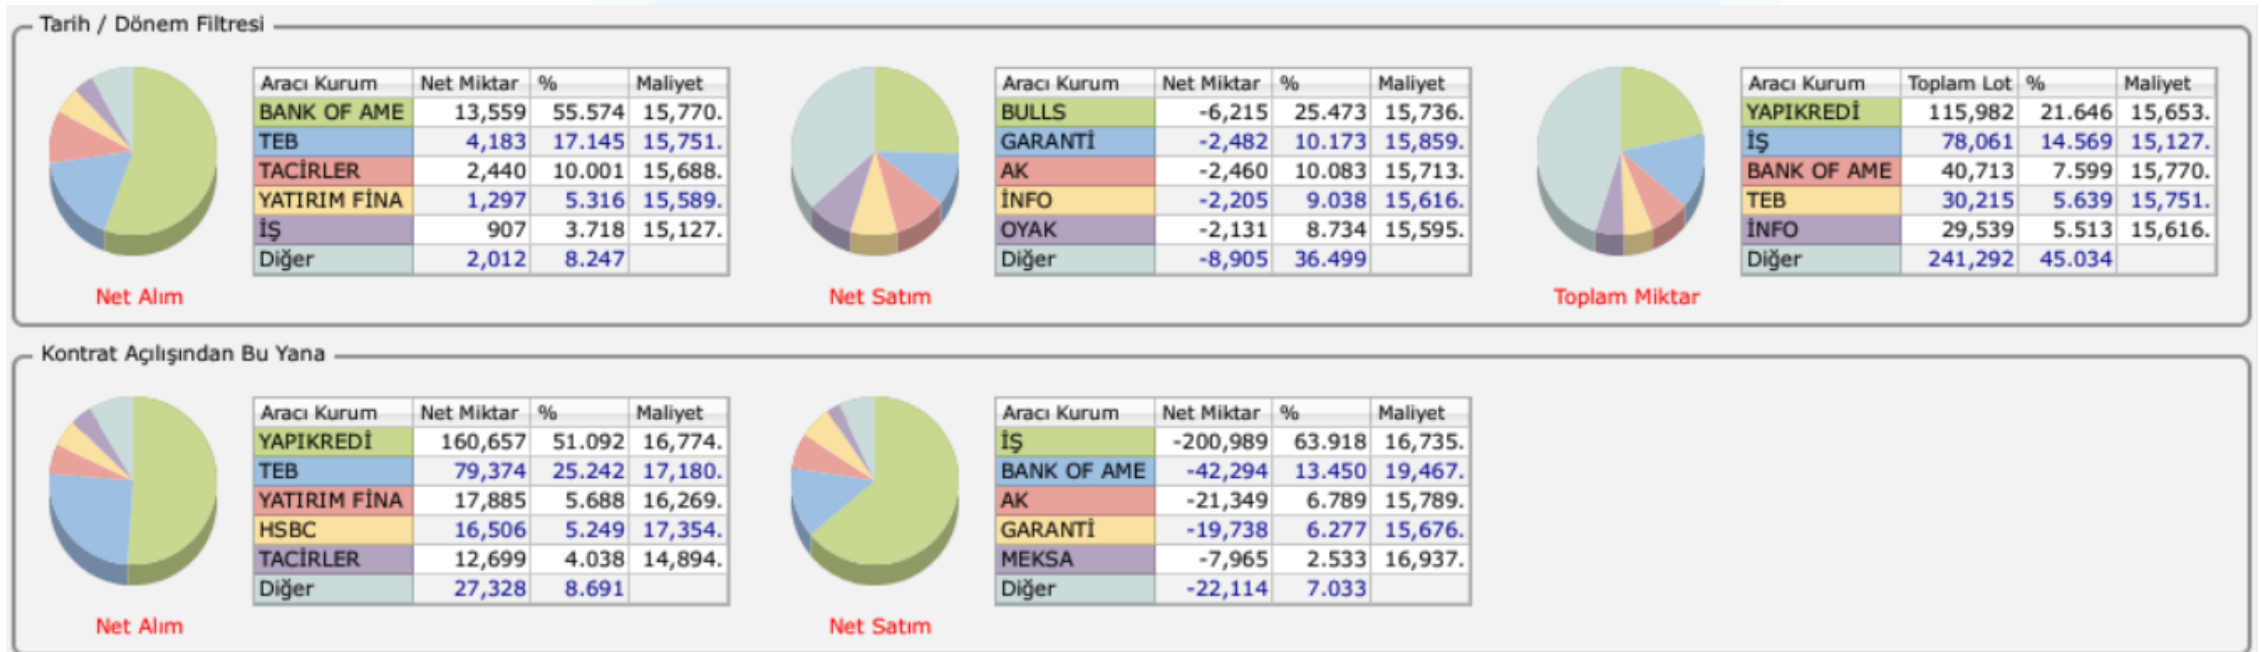 Tarih / Dönem Filtresi
Aracı Kurum Net Miktar % Maliyet
BANK OF AME 13,559 55.574 15,770.
TEB 4,183 17.145 15,751.
TACİRLER 2,440 10.001 15,688.
YATIRIM FİNA 1,297 5.316 15,589.
İŞ 907 3.718 15,127.
Diğer 2,012 8.247
Net Alım
Aracı Kurum Net Miktar % Maliyet
BULLS -6,215 25.473 15,736.
GARANTİ -2,482 10.173 15,859.
AK -2,460 10.083 15,713.
İNFO -2,205 9.038 15,616.
OYAK -2,131 8.734 15,595.
Diğer -8,905 36.499
Net Satım
Aracı Kurum Toplam Lot % Maliyet
YAPIKREDİ 115,982 21.646 15,653.
İŞ 78,061 14.569 15,127.
BANK OF AME 40,713 7.599 15,770.
TEB 30,215 5.639 15,751.
İNFO 29,539 5.513 15,616.
Diğer 241,292 45.034
Toplam Miktar
Kontrat Açılışından Bu Yana
Aracı Kurum Net Miktar % Maliyet
YAPIKREDİ 160,657 51.092 16,774.
TEB 79,374 25.242 17,180.
YATIRIM FİNA 17,885 5.688 16,269.
HSBC 16,506 5.249 17,354.
TACİRLER 12,699 4.038 14,894.
Diğer 27,328 8.691
Net Alım
Aracı Kurum Net Miktar % Maliyet
İŞ -200,989 63.918 16,735.
BANK OF AME -42,294 13.450 19,467.
AK -21,349 6.789 15,789.
GARANTİ -19,738 6.277 15,676.
MEKSA -7,965 2.533 16,937.
Diğer -22,114 7.033
Net Satım